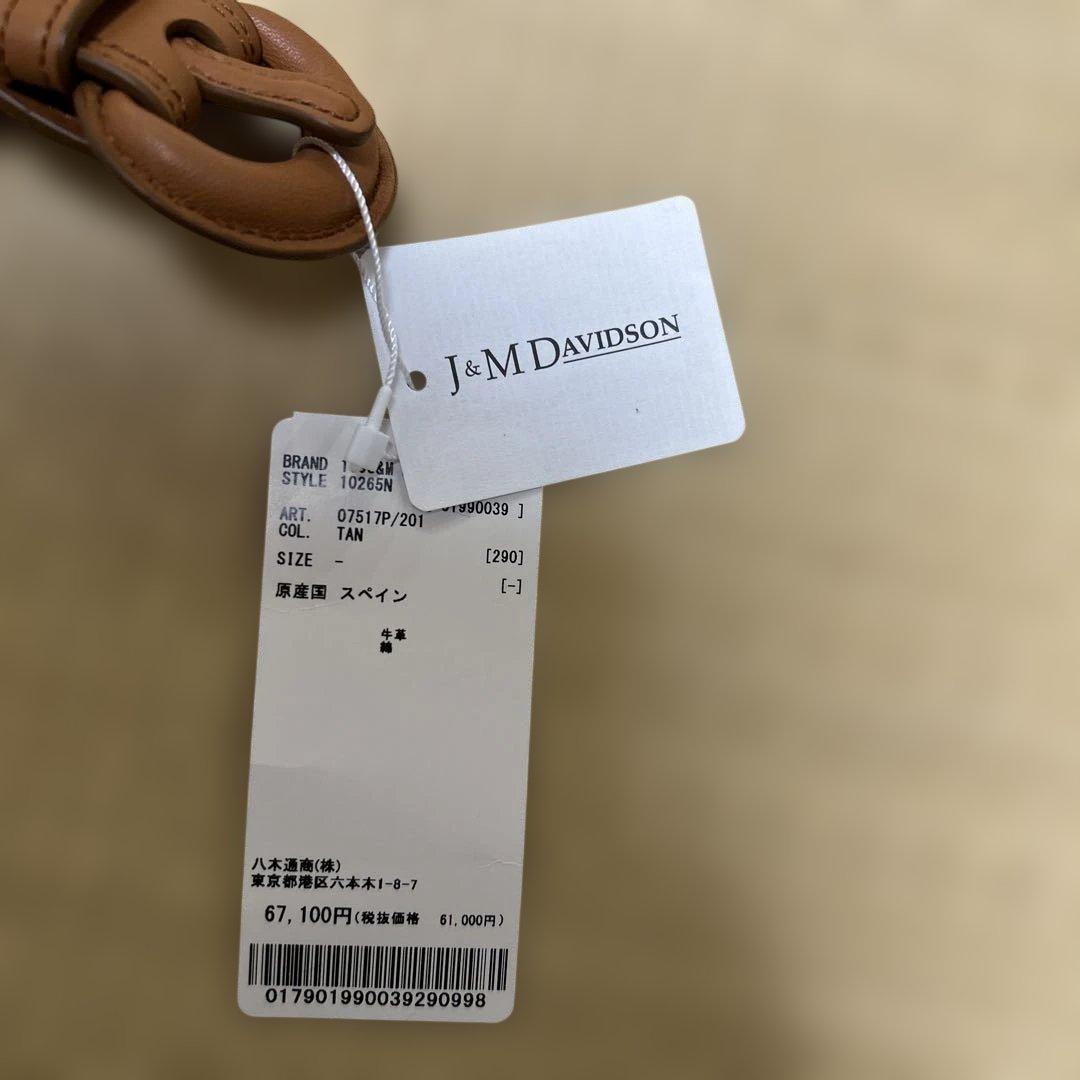 J&M DAVIDSON
BRAND &M
STYLE 10265N
ART. 07517P/201 01990039 ]
COL. TAN
SIZE - [290]
[-]
原産国 スペイン
牛革
綿
八木通商(株)
東京都港区六本木1-8-7
67,100円(税抜価格 61,000円)
017901990039290998